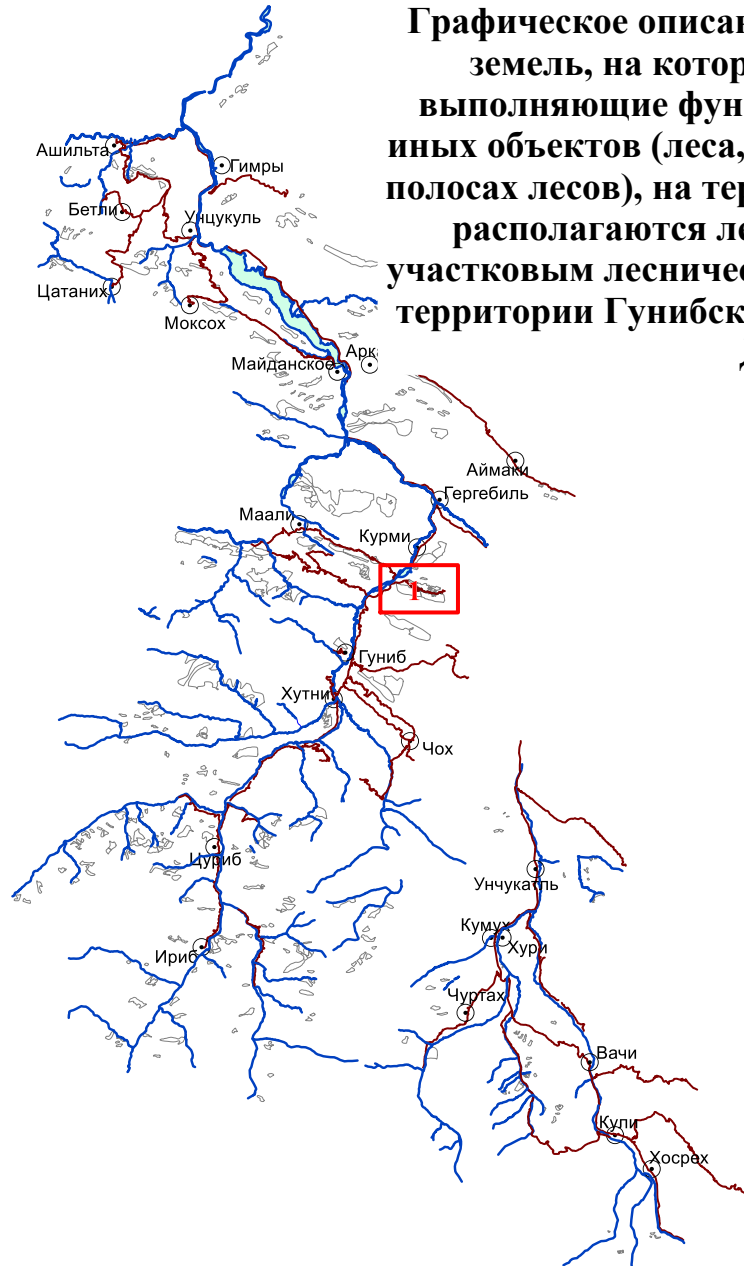 Графическое описан
земель, на котор
выполняющие фун
иных объектов (леса,
полосах лесов), на тер
располагаются ле
участковым лесничес
территории Гунибск
Ашильта
Гимры
Бетли
Унцукуль
Цатаних
Моксох
Арк
Майданское
Аймаки
Гергебиль
Маали
Курми
1
Гуниб
Хутни
Чох
Цуриб
Унчукатль
Кумух
Хури
Ириб
Чуртах
Вачи
Кули
Хосрех